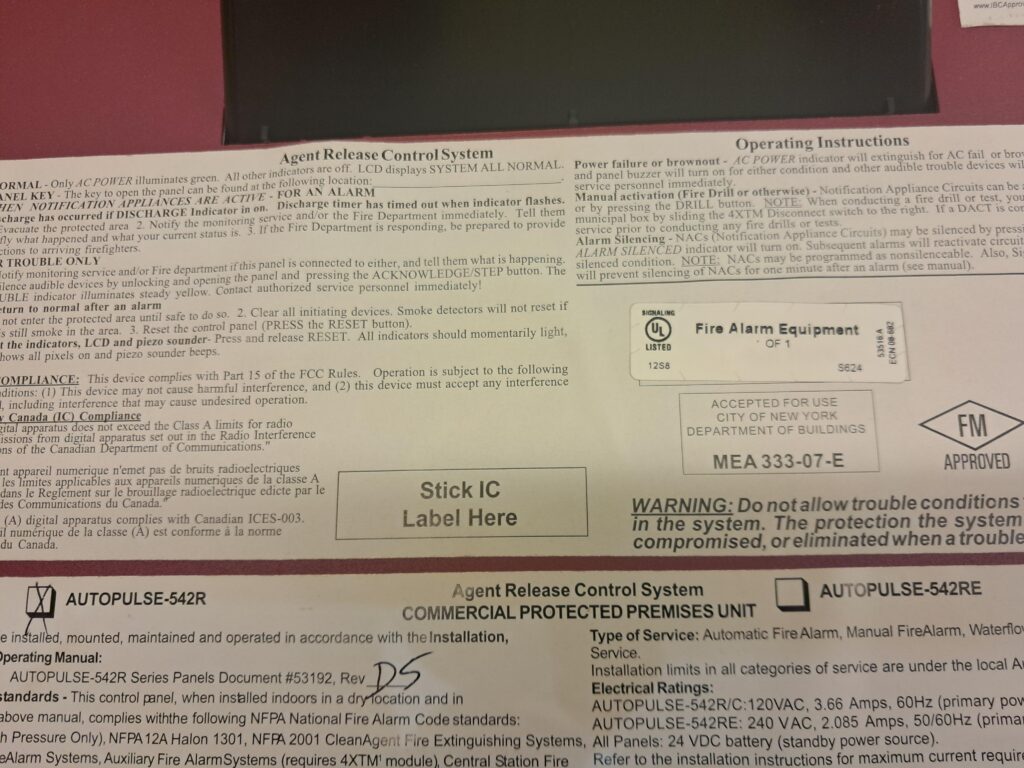 www.IBCAppro
Agent Release Control System
ORMAL - Only AC POWER illuminates green. All other indicators are off. LCD displays SYSTEM ALL NORMAL.
PANEL KEY - The key to open the panel can be found at the following location:
WHEN NOTIFICATION APPLIANCES ARE ACTIVE - FOR AN ALARM
scharge has occurred if DISCHARGE Indicator in on. Discharge timer has timed out when indicator flashes.
Evacuate the protected area 2. Notify the monitoring service and/or the Fire Department immediately. Tell them
fly what happened and what your current status is. 3. If the Fire Department is responding, be prepared to provide
ctions to arriving firefighters.
R TROUBLE ONLY
Notify monitoring service and/or Fire department if this panel is connected to either, and tell them what is happening.
silence audible devices by unlocking and opening the panel and pressing the ACKNOWLEDGE/STEP button. The
UBLE indicator illuminates steady yellow. Contact authorized service personnel immediately!
eturn to normal after an alarm
not enter the protected area until safe to do so. 2. Clear all initiating devices. Smoke detectors will not reset if
is still smoke in the area. 3. Reset the control panel (PRESS the RESET button).
t the indicators, LCD and piezo sounder- Press and release RESET. All indicators should momentarily light,
hows all pixels on and piezo sounder beeps.
COMPLIANCE: This device complies with Part 15 of the FCC Rules. Operation is subject to the following
nditions: (1) This device may not cause harmful interference, and (2) this device must accept any interference
d, including interference that may cause undesired operation.
y Canada (IC) Compliance
gital apparatus does not exceed the Class A limits for radio
issions from digital apparatus set out in the Radio Interference
ons of the Canadian Department of Communications."
nt appareil numerique n'emet pas de bruits radioelectriques
les limites applicables aux appareils numeriques de la classe A
dans le Reglement sur le brouillage radioelectrique edicte par le
des Communications du Canada."
(A) digital apparatus complies with Canadian ICES-003.
il numérique de la classe (A) est conforme à la norme
du Canada.
Stick IC
Label Here
Operating Instructions
Power failure or brownout - AC POWER indicator will extinguish for AC fail or brow
and panel buzzer will turn on for either condition and other audible trouble devices will
service personnel immediately.
Manual activation (Fire Drill or otherwise) - Notification Appliance Circuits can be a
or by pressing the DRILL button. NOTE: When conducting a fire drill or test, you
municipal box by sliding the 4XTM Disconnect switch to the right. If a DACT is con
service prior to conducting any fire drills or tests.
Alarm Silencing - NACs (Notification Appliance Circuits) may be silenced by pressi
ALARM SILENCED indicator will turn on. Subsequent alarms will reactivate circuits
silenced condition. NOTE: NACs may be programmed as nonsilenceable. Also, Si
will prevent silencing of NACs for one minute after an alarm (see manual).
SIGNALING
UL
LISTED
12S8
Fire Alarm Equipment
OF 1
S624
53516 A
ECN 08-682
ACCEPTED FOR USE
CITY OF NEW YORK
DEPARTMENT OF BUILDINGS
MEA 333-07-E
FM
APPROVED
WARNING: Do not allow trouble conditions
in the system. The protection the system
compromised, or eliminated when a trouble
X AUTOPULSE-542R
Agent Release Control System
COMMERCIAL PROTECTED PREMISES UNIT
AUTOPULSE-542RE
e installed, mounted, maintained and operated in accordance with the Installation,
Operating Manual:
AUTOPULSE-542R Series Panels Document #53192, Rev D5
standards - This control panel, when installed indoors in a dry location and in
above manual, complies withthe following NFPA National Fire Alarm Code standards:
h Pressure Only), NFPA 12A Halon 1301, NFPA 2001 CleanAgent Fire Extinguishing Systems,
eAlarm Systems, Auxiliary Fire AlarmSystems (requires 4XTM module), Central Station Fire
Type of Service: Automatic Fire Alarm, Manual FireAlarm, Waterflow
Service.
Installation limits in all categories of service are under the local A
Electrical Ratings:
AUTOPULSE-542R/C: 120VAC, 3.66 Amps, 60Hz (primary pow
AUTOPULSE-542RE: 240 VAC, 2.085 Amps, 50/60Hz (primar
All Panels: 24 VDC battery (standby power source).
Refer to the installation instructions for maximum current require